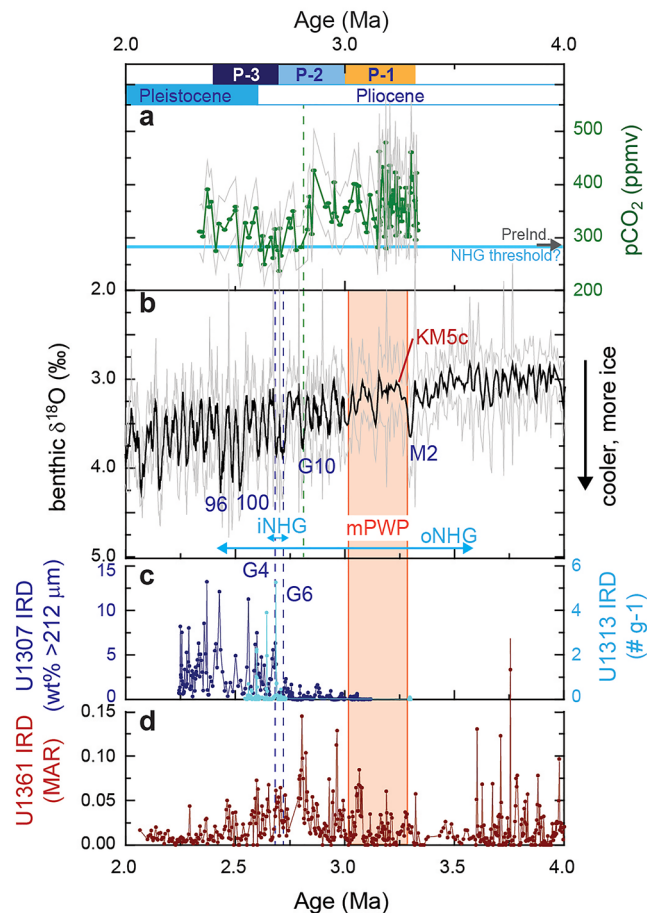 Age (Ma)
2.0 3.0 4.0
P-3 P-2 P-1
Pleistocene Pliocene
a
500
400
300
200
pCO2 (ppmv)
PreInd.
NHG threshold?
2.0
3.0
4.0
5.0
benthic δ18O (‰)
b
KM5c
G10
M2
96 100
iNHG
mPWP
oNHG
cooler, more ice
c
G4
G6
15
10
5
0
U1307 IRD
(wt% >212 µm)
6
4
2
0
U1313 IRD
(# g-1)
d
0.15
0.10
0.05
0.00
U1361 IRD
(MAR)
2.0 2.5 3.0 3.5 4.0
Age (Ma)